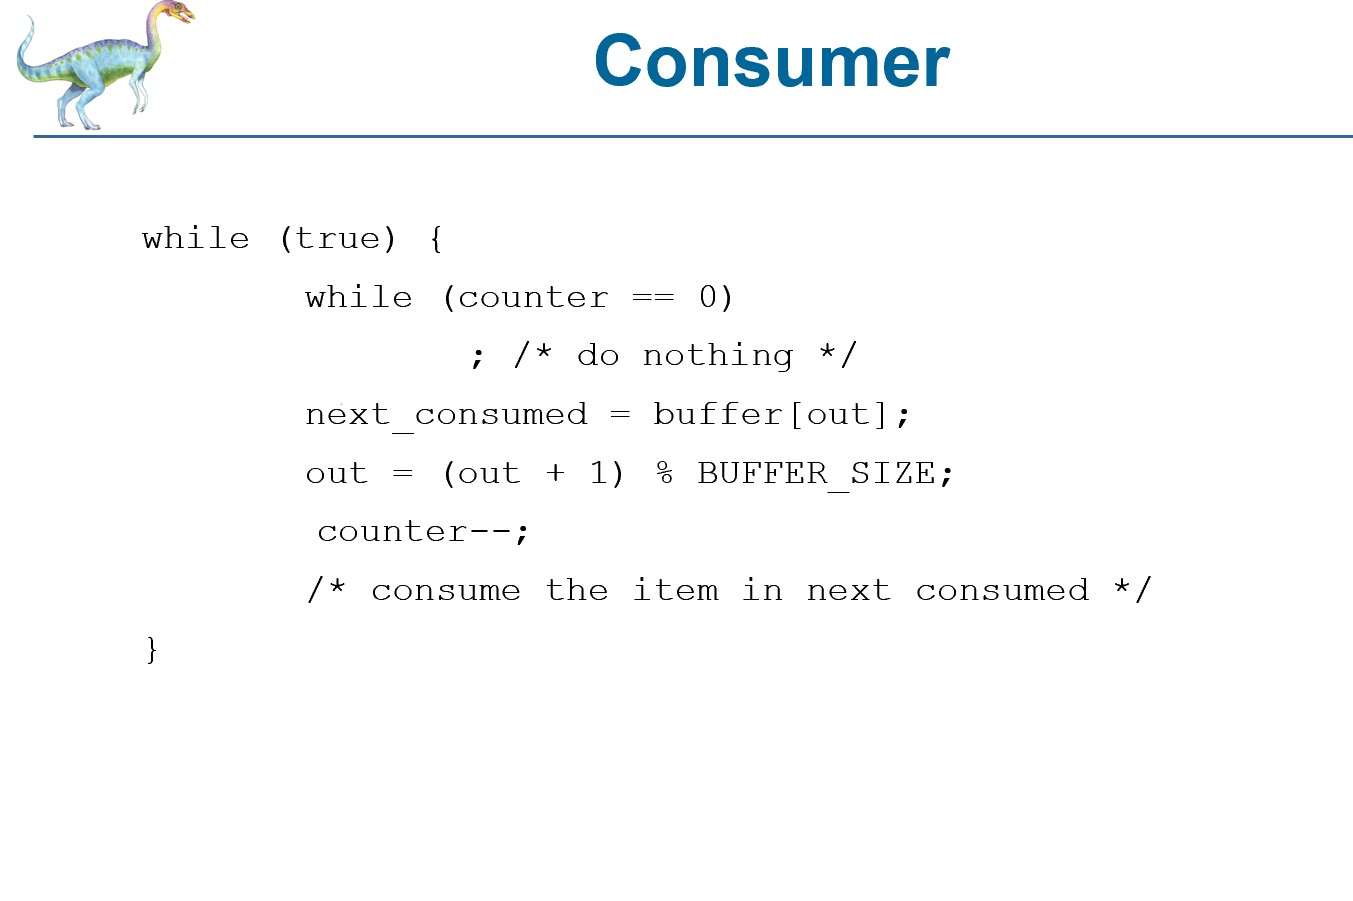 Consumer
while (true) {
while (counter == 0)
; /* do nothing */
next_consumed = buffer[out];
out = (out + 1) % BUFFER_SIZE;
counter--;
/* consume the item in next consumed */
}